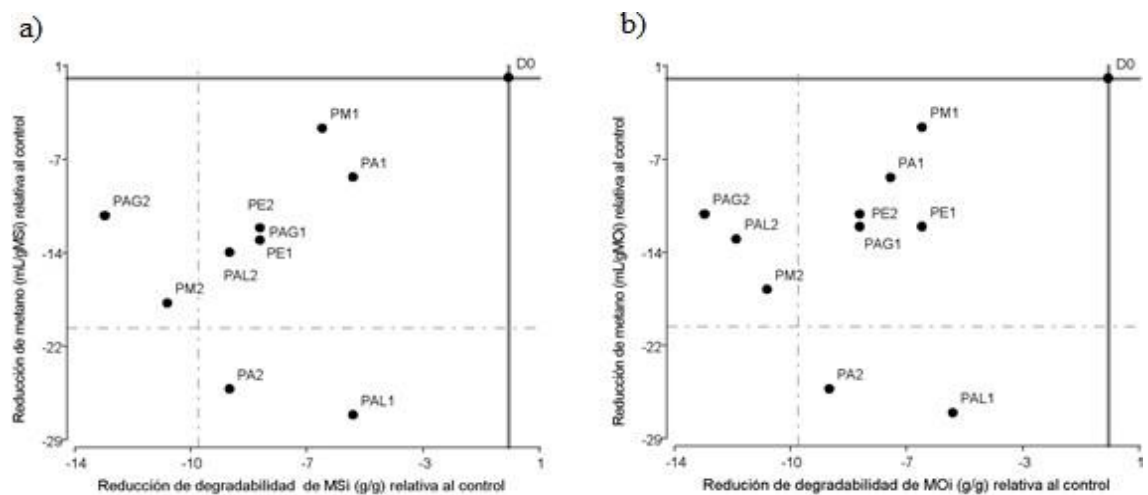 a)
Reducción de metano (mL/gMSi) relativa al control
1
-7
-14
-22
-29
D0
PM1
PA1
PAG2
PE2
PAG1
PE1
PAL2
PM2
PA2
PAL1
-14
-10
-7
-3
1
Reducción de degradabilidad de MSi (g/g) relativa al control
b)
Reducción de metano (mL/gMOi) relativa al control
1
-7
-14
-22
-29
D0
PM1
PA1
PAG2
PE2
PE1
PAL2
PAG1
PM2
PA2
PAL1
-14
-10
-6
-3
1
Reducción de degradabilidad de MOi (g/g) relativa al control